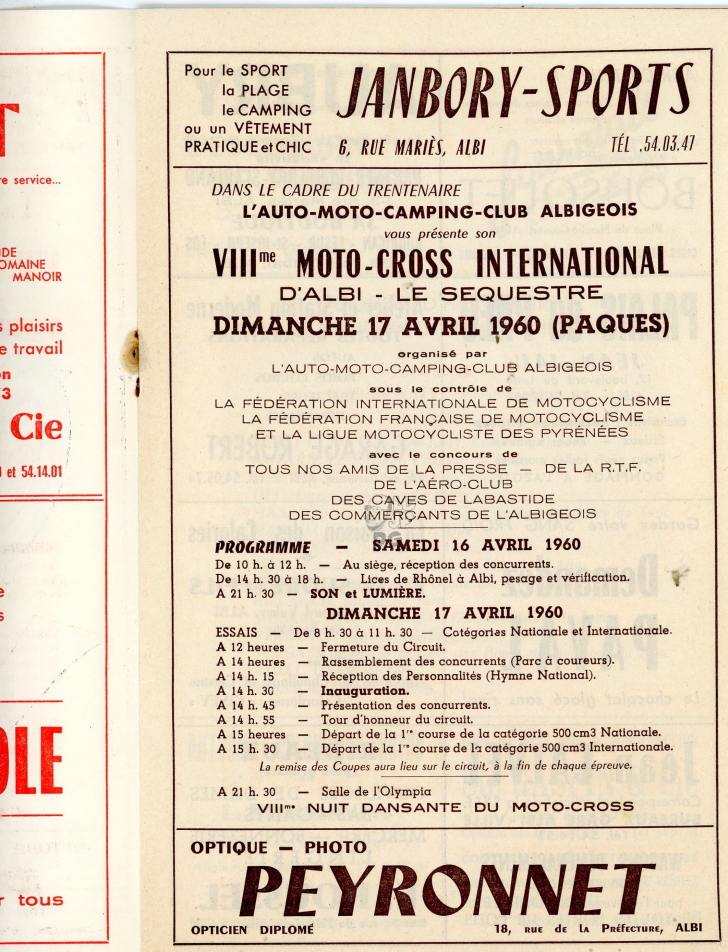 T
re service...
DE
OMAINE
MANOIR
s plaisirs
e travail
on
73
Cie
et 54.14.01
e
s
OLE
r tous
Pour le SPORT
la PLAGE
le CAMPING
ou un VÊTEMENT
PRATIQUE et CHIC
JANBORY-SPORTS
6, RUE MARIÈS, ALBI
TÉL .54.03.47
DANS LE CADRE DU TRENTENAIRE
L'AUTO-MOTO-CAMPING-CLUB ALBIGEOIS
vous présente son
VIIIme MOTO-CROSS INTERNATIONAL
D'ALBI - LE SEQUESTRE
DIMANCHE 17 AVRIL 1960 (PAQUES)
organisé par
L'AUTO-MOTO-CAMPING-CLUB ALBIGEOIS
sous le contrôle de
LA FÉDÉRATION INTERNATIONALE DE MOTOCYCLISME
LA FÉDÉRATION FRANÇAISE DE MOTOCYCLISME
ET LA LIGUE MOTOCYCLISTE DES PYRÉNÉES
avec le concours de
TOUS NOS AMIS DE LA PRESSE — DE LA R.T.F.
DE L'AÉRO-CLUB
DES CAVES DE LABASTIDE
DES COMMERÇANTS DE L'ALBIGEOIS
PROGRAMME — SAMEDI 16 AVRIL 1960
De 10 h. à 12 h. — Au siège, réception des concurrents.
De 14 h. 30 à 18 h. — Lices de Rhônel à Albi, pesage et vérification.
A 21 h. 30 — SON et LUMIÈRE.
DIMANCHE 17 AVRIL 1960
ESSAIS — De 8 h. 30 à 11 h. 30 — Catégories Nationale et Internationale.
A 12 heures — Fermeture du Circuit.
A 14 heures — Rassemblement des concurrents (Parc à coureurs).
A 14 h. 15 — Réception des Personnalités (Hymne National).
A 14 h. 30 — Inauguration.
A 14 h. 45 — Présentation des concurrents.
A 14 h. 55 — Tour d'honneur du circuit.
A 15 heures — Départ de la 1re course de la catégorie 500 cm3 Nationale.
A 15 h. 30 — Départ de la 1re course de la catégorie 500 cm3 Internationale.
La remise des Coupes aura lieu sur le circuit, à la fin de chaque épreuve.
A 21 h. 30 — Salle de l'Olympia
VIIIme NUIT DANSANTE DU MOTO-CROSS
OPTIQUE — PHOTO
PEYRONNET
OPTICIEN DIPLOMÉ
18, RUE DE LA PRÉFECTURE, ALBI